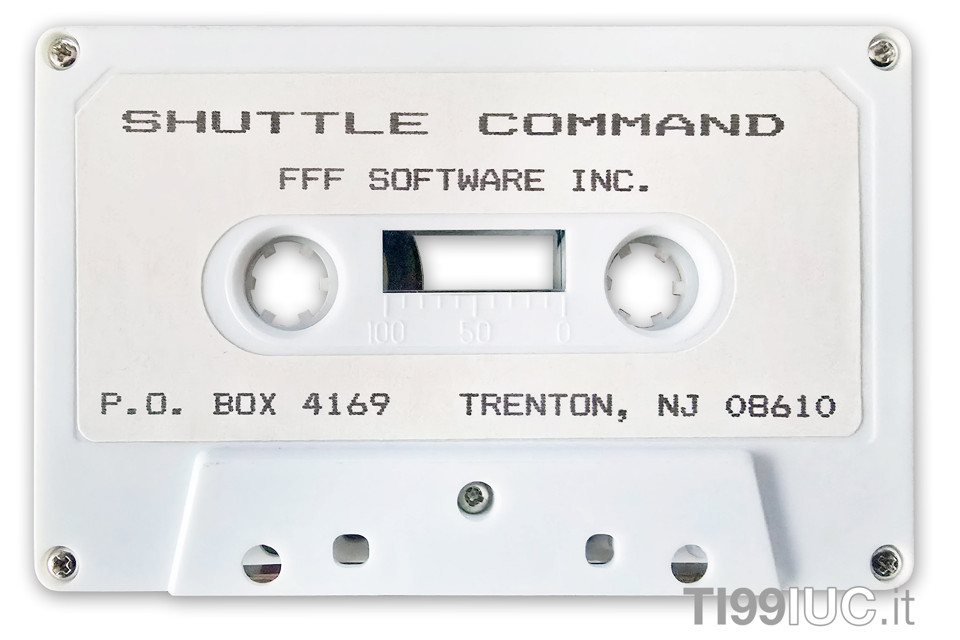 SHUTTLE COMMAND
FFF SOFTWARE INC.
100 50 0
P.O. BOX 4169 TRENTON, NJ 08610
TI99IUC.it